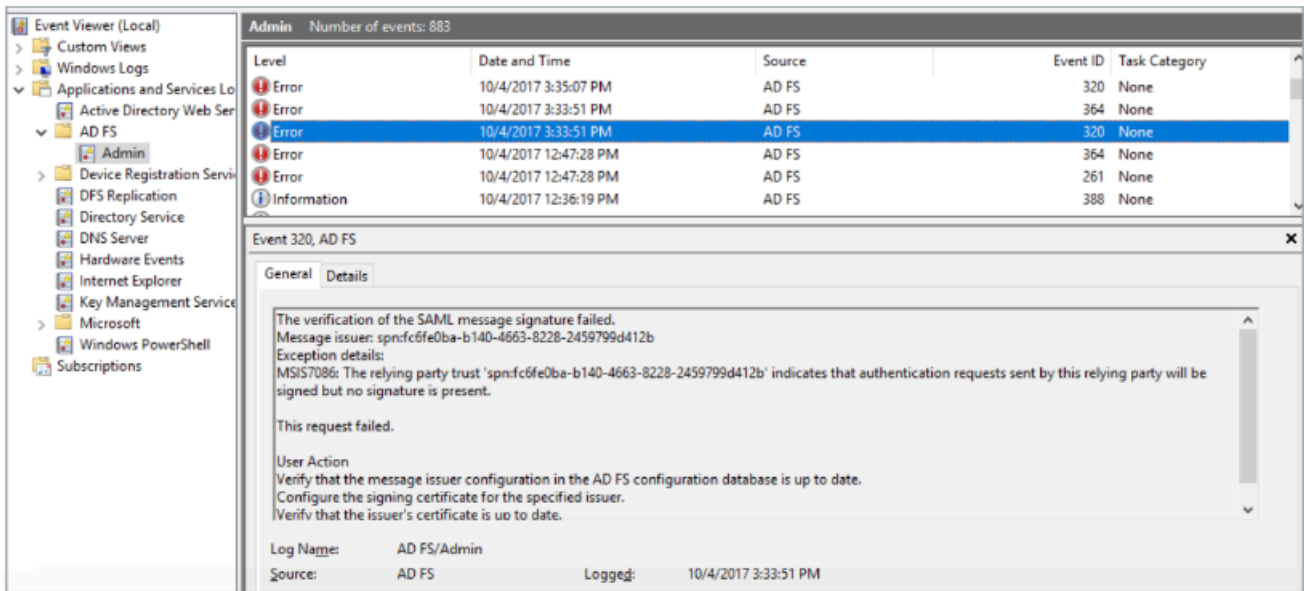 Event Viewer (Local)
Custom Views
Windows Logs
Applications and Services Lo
Active Directory Web Ser
AD FS
Admin
Device Registration Servi
DFS Replication
Directory Service
DNS Server
Hardware Events
Internet Explorer
Key Management Service
Microsoft
Windows PowerShell
Subscriptions
Admin Number of events: 883
Level Date and Time Source Event ID Task Category
Error 10/4/2017 3:35:07 PM AD FS 320 None
Error 10/4/2017 3:33:51 PM AD FS 364 None
Error 10/4/2017 3:33:51 PM AD FS 320 None
Error 10/4/2017 12:47:28 PM AD FS 364 None
Error 10/4/2017 12:47:28 PM AD FS 261 None
Information 10/4/2017 12:36:19 PM AD FS 388 None
Event 320, AD FS
General Details
The verification of the SAML message signature failed.
Message issuer: spn:fc6fe0ba-b140-4663-8228-2459799d412b
Exception details:
MSIS7086: The relying party trust 'spn:fc6fe0ba-b140-4663-8228-2459799d412b' indicates that authentication requests sent by this relying party will be
signed but no signature is present.
This request failed.
User Action
Verify that the message issuer configuration in the AD FS configuration database is up to date.
Configure the signing certificate for the specified issuer.
Verify that the issuer's certificate is up to date.
Log Name: AD FS/Admin
Source: AD FS Logged: 10/4/2017 3:33:51 PM